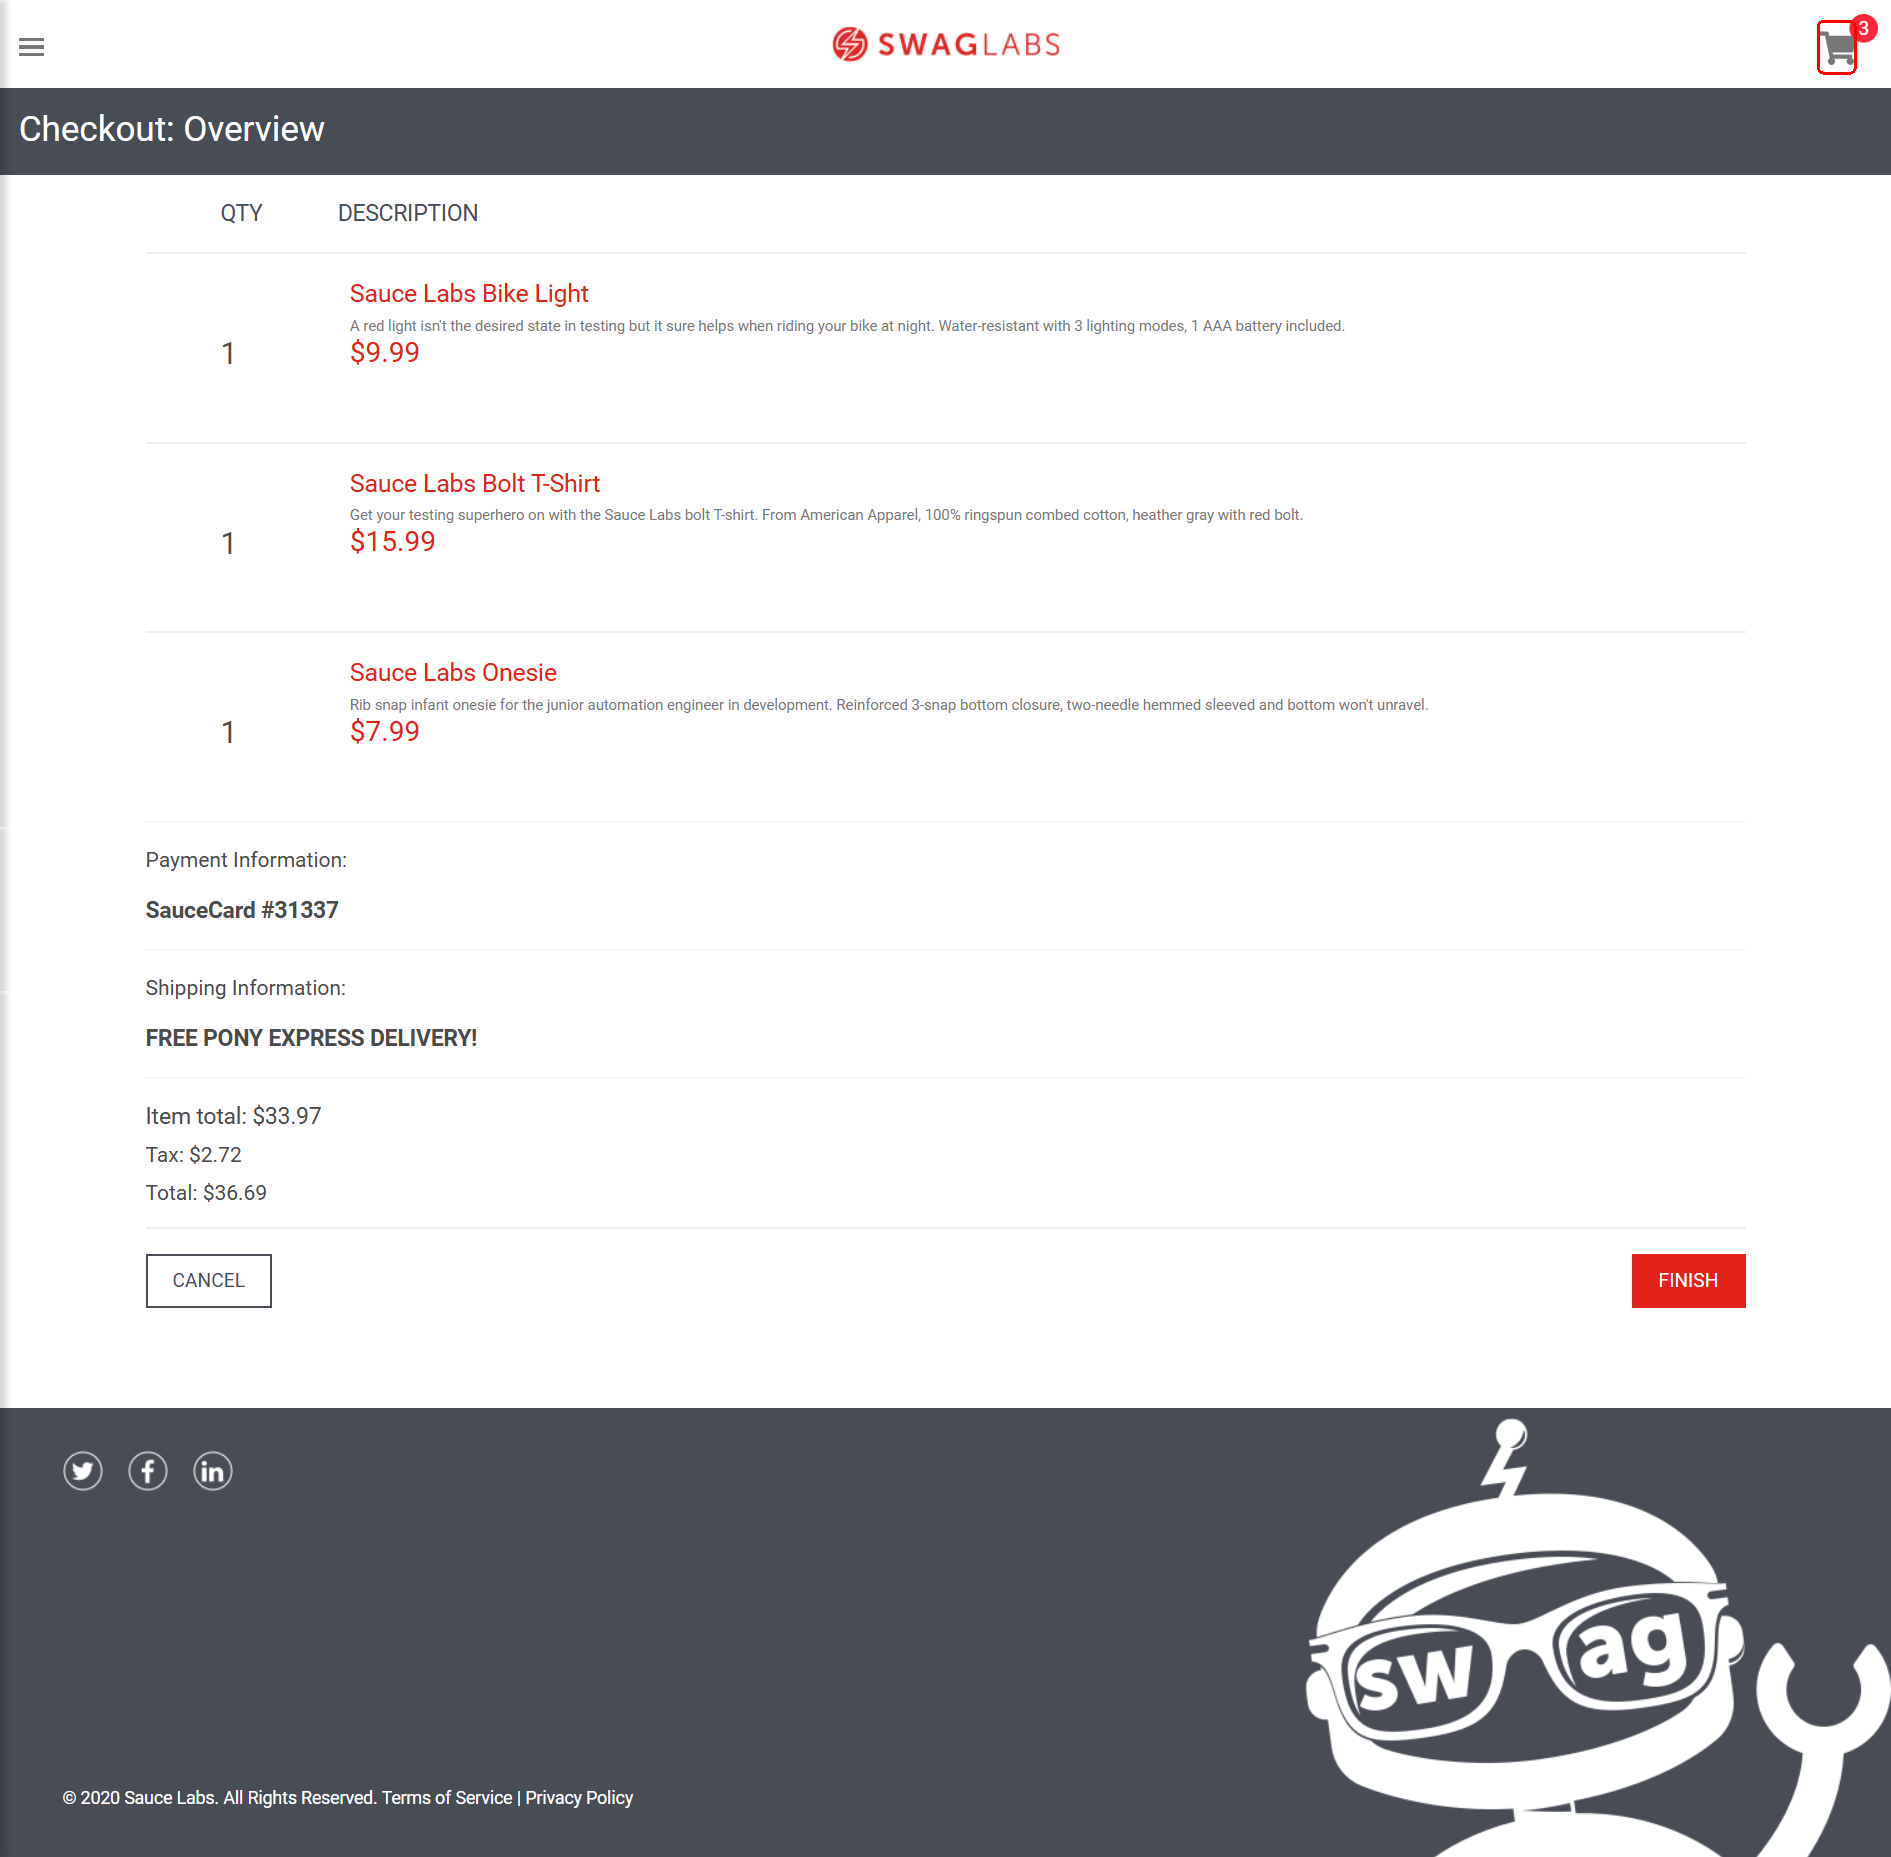 SWAGLABS
3
Checkout: Overview
QTY DESCRIPTION
Sauce Labs Bike Light
A red light isn't the desired state in testing but it sure helps when riding your bike at night. Water-resistant with 3 lighting modes, 1 AAA battery included.
1 $9.99
Sauce Labs Bolt T-Shirt
Get your testing superhero on with the Sauce Labs bolt T-shirt. From American Apparel, 100% ringspun combed cotton, heather gray with red bolt.
1 $15.99
Sauce Labs Onesie
Rib snap infant onesie for the junior automation engineer in development. Reinforced 3-snap bottom closure, two-needle hemmed sleeved and bottom won't unravel.
1 $7.99
Payment Information:
SauceCard #31337
Shipping Information:
FREE PONY EXPRESS DELIVERY!
Item total: $33.97
Tax: $2.72
Total: $36.69
CANCEL FINISH
sw ag
© 2020 Sauce Labs. All Rights Reserved. Terms of Service | Privacy Policy